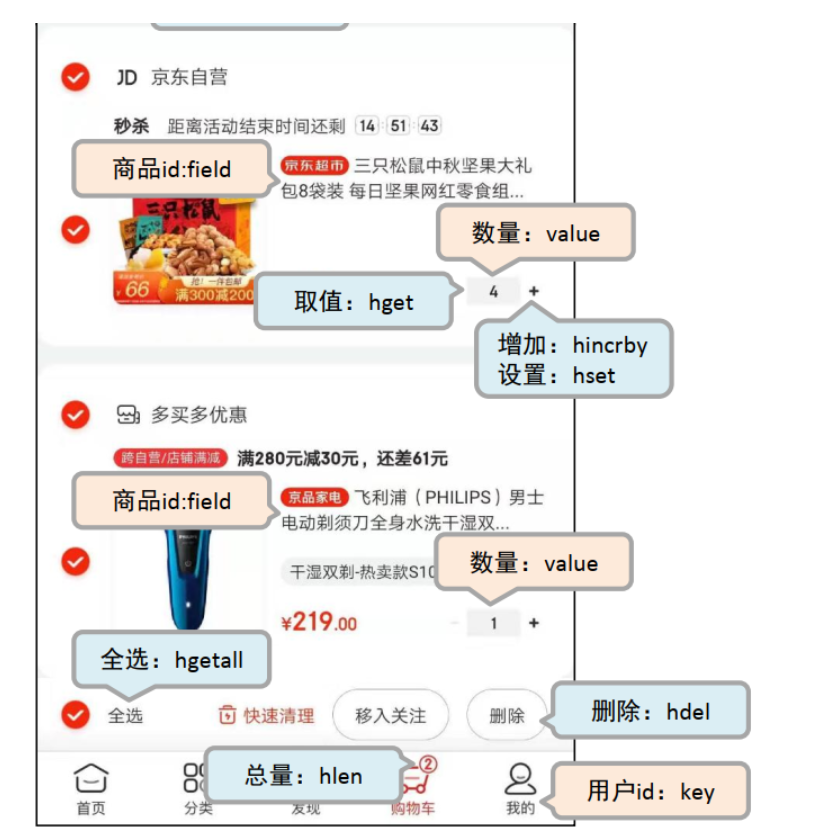 JD 京东自营
秒杀 距离活动结束时间还剩 14:51:43
商品id:field
京东超市 三只松鼠中秋坚果大礼
包8袋装 每日坚果网红零食组...
三只松鼠
数量：value
¥66
抢！一件包邮
满300减200
取值：hget
4 +
增加：hincrby
设置：hset
多买多优惠
跨自营/店铺满减 满280元减30元，还差61元
商品id:field
京品家电 飞利浦（PHILIPS）男士
电动剃须刀全身水洗干湿双...
PHILIPS
干湿双剃-热卖款S10
数量：value
¥219.00
- 1 +
全选：hgetall
全选 快速清理 移入关注 删除
删除：hdel
总量：hlen
2
首页 分类 发现 购物车 我的
用户id：key